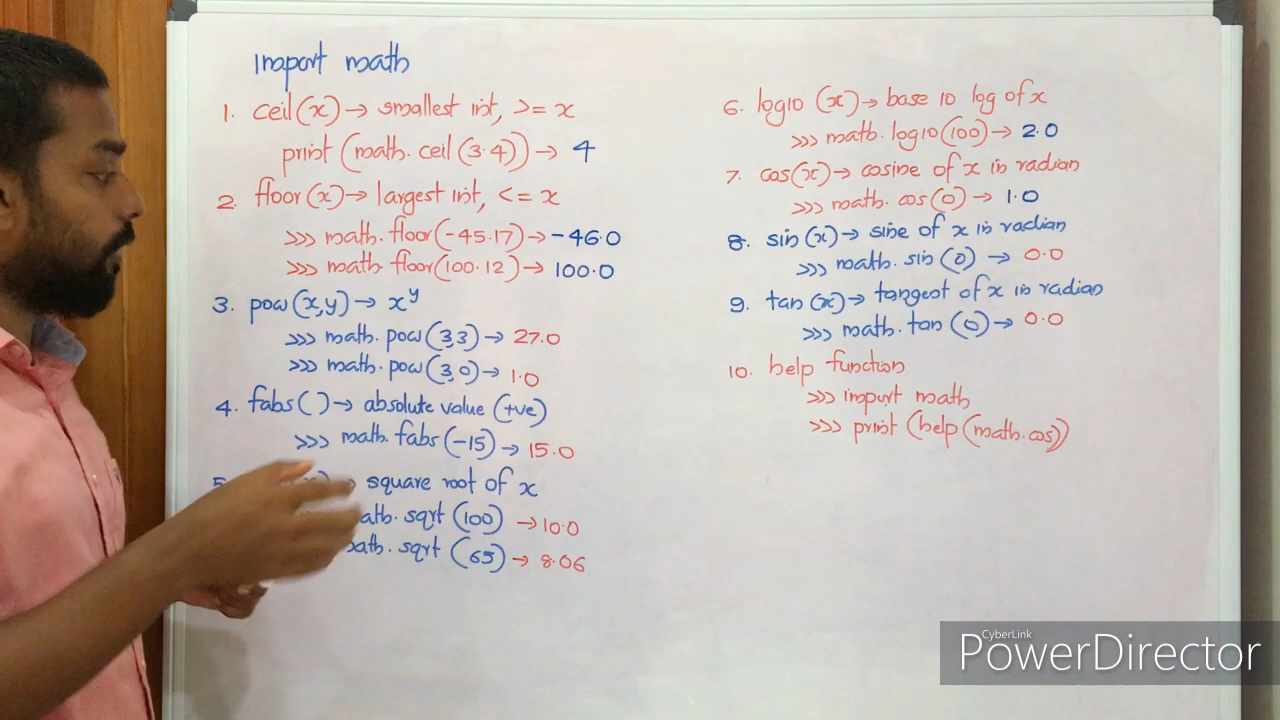 import math
1. ceil(x) → smallest int, >= x
print (math. ceil (3.4)) → 4
2. floor(x) → largest int, <= x
>>> math. floor(-45.17) → -46.0
>>> math floor(100.12) → 100.0
3. pow(x,y) → x^y
>>> math. pow(3,3) → 27.0
>>> math. pow(3,0) → 1.0
4. fabs( ) → absolute value (+ve)
>>> math. fabs (-15) → 15.0
5. square root of x
ath. sqrt (100) → 10.0
ath. sqrt (65) → 8.06
6. log10 (x) → base 10 log of x
>>> math. log10(100) → 2.0
7. cos(x) → cosine of x in radian
>>> math. cos(0) → 1.0
8. sin(x) → sine of x in radian
>>> math. sin (0) → 0.0
9. tan (x) → tangent of x in radian
>>> math. tan (0) → 0.0
10. help function
>>> import math
>>> print (help(math.cos))
CyberLink
PowerDirector